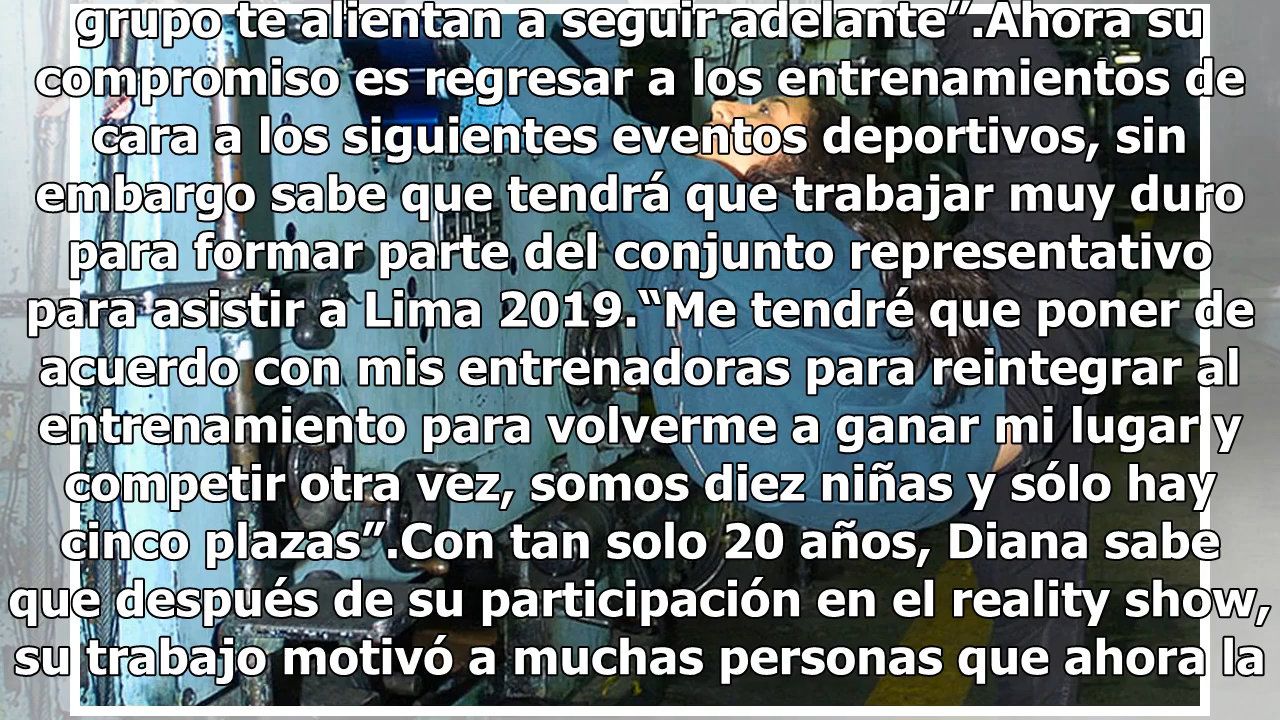 grupo te alientan a seguir adelante”.Ahora su
compromiso es regresar a los entrenamientos de
cara a los siguientes eventos deportivos, sin
embargo sabe que tendrá que trabajar muy duro
para formar parte del conjunto representativo
para asistir a Lima 2019.“Me tendré que poner de
acuerdo con mis entrenadoras para reintegrar al
entrenamiento para volverme a ganar mi lugar y
competir otra vez, somos diez niñas y sólo hay
cinco plazas”.Con tan solo 20 años, Diana sabe
que después de su participación en el reality show,
su trabajo motivó a muchas personas que ahora la